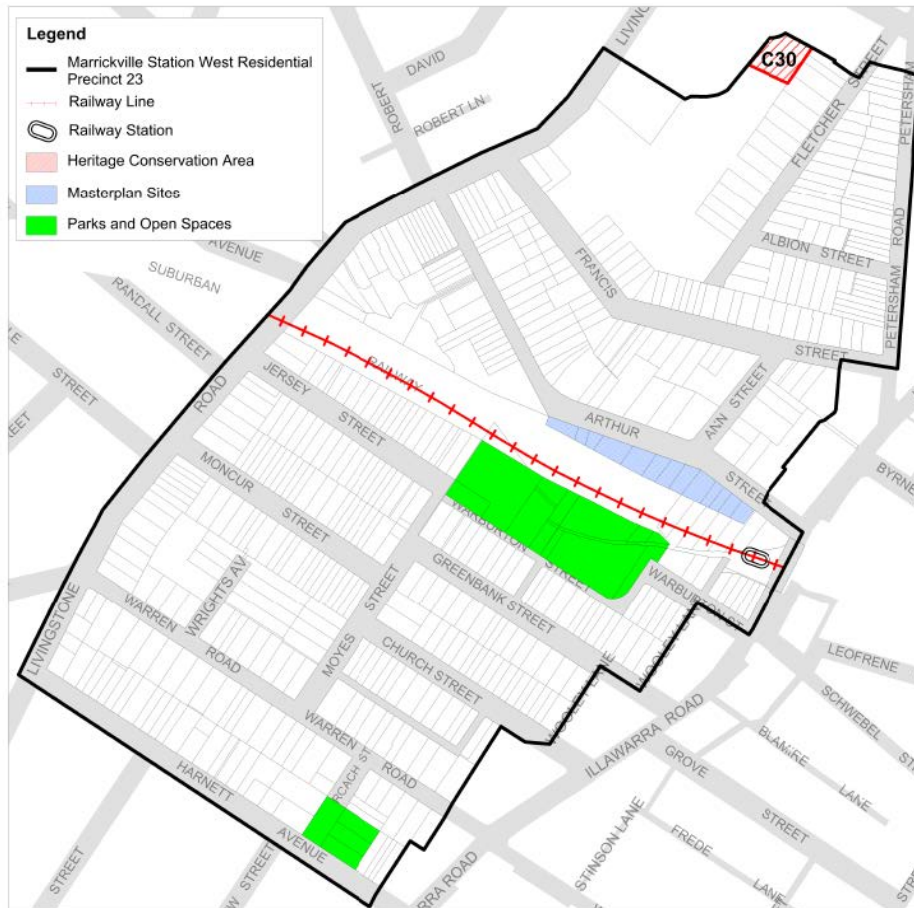 Legend
Marrickville Station West Residential
Precinct 23
Railway Line
Railway Station
Heritage Conservation Area
Masterplan Sites
Parks and Open Spaces
C30
DAVID
ROBERT
ROBERT LN
FLETCHER STREET
PETERSHAM
ROAD
ALBION STREET
PETERSHAM
AVENUE
SUBURBAN
RANDALL STREET
FRANCIS
STREET
RAILWAY
STREET
ROAD
JERSEY
STREET
ARTHUR
STREET
ANN STREET
BYRNE
MONCUR
STREET
WARBURTON
STREET
WARBURTON ST
GREENBANK STREET
WRIGHTS AV
MOYES
STREET
CHURCH STREET
WOOLEY LANE
LIVINGSTONE
WARREN
ROAD
WARREN
ROAD
ILLAWARRA ROAD
LEOFRENE
SCHWEBEL
BLAMIRE
LANE
GROVE
STREET
STINSON LANE
FREDE
LANE
HARNETT
AVENUE
STREET